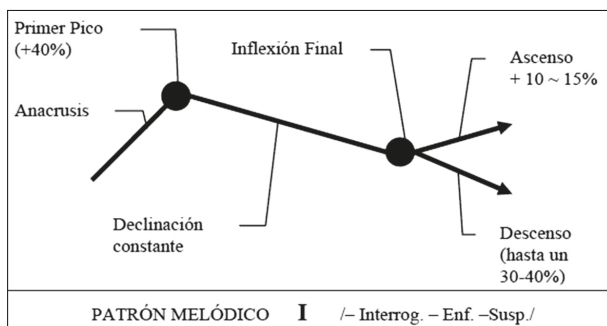 Primer Pico
(+40%)
Anacrusis
Inflexión Final
Ascenso
+ 10 ~ 15%
Declinación
constante
Descenso
(hasta un
30-40%)
PATRÓN MELÓDICO I /– Interrog. – Enf. –Susp./